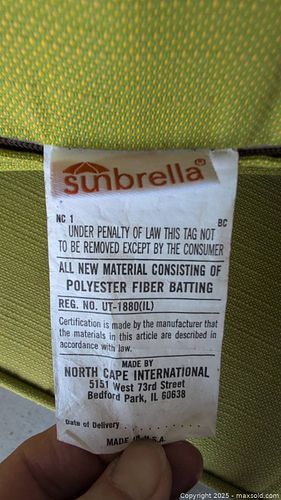 sunbrella®
NC 1 BC
UNDER PENALTY OF LAW THIS TAG NOT
TO BE REMOVED EXCEPT BY THE CONSUMER
ALL NEW MATERIAL CONSISTING OF
POLYESTER FIBER BATTING
REG. NO. UT-1880(IL)
Certification is made by the manufacturer that
the materials in this article are described in
accordance with law.
MADE BY
NORTH CAPE INTERNATIONAL
5151 West 73rd Street
Bedford Park, IL 60638
Date of Delivery ..........
MADE IN U.S.A.
Copyright 2025 - maxsold.com